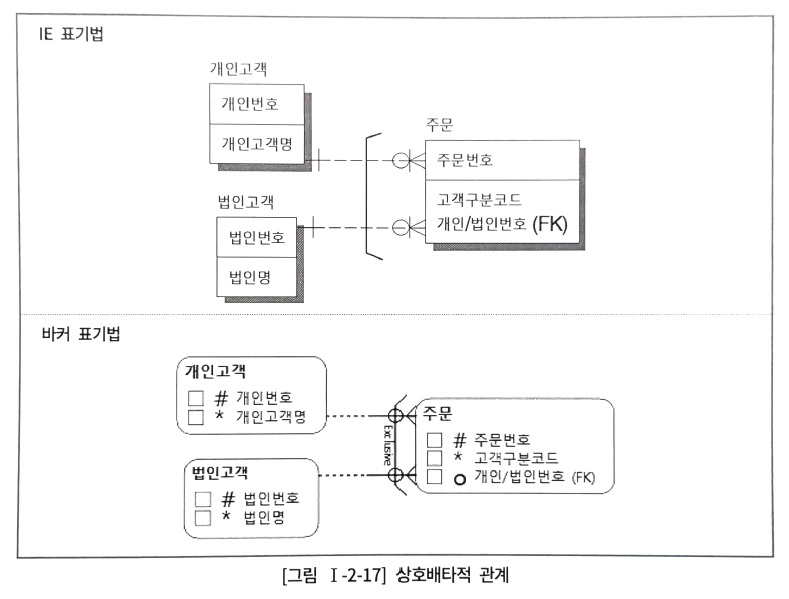 IE 표기법
개인고객
개인번호
개인고객명
주문
주문번호
고객구분코드
개인/법인번호 (FK)
법인고객
법인번호
법인명
바커 표기법
개인고객
# 개인번호
* 개인고객명
Exclusive
주문
# 주문번호
* 고객구분코드
o 개인/법인번호 (FK)
법인고객
# 법인번호
* 법인명
[그림 Ⅰ-2-17] 상호배타적 관계